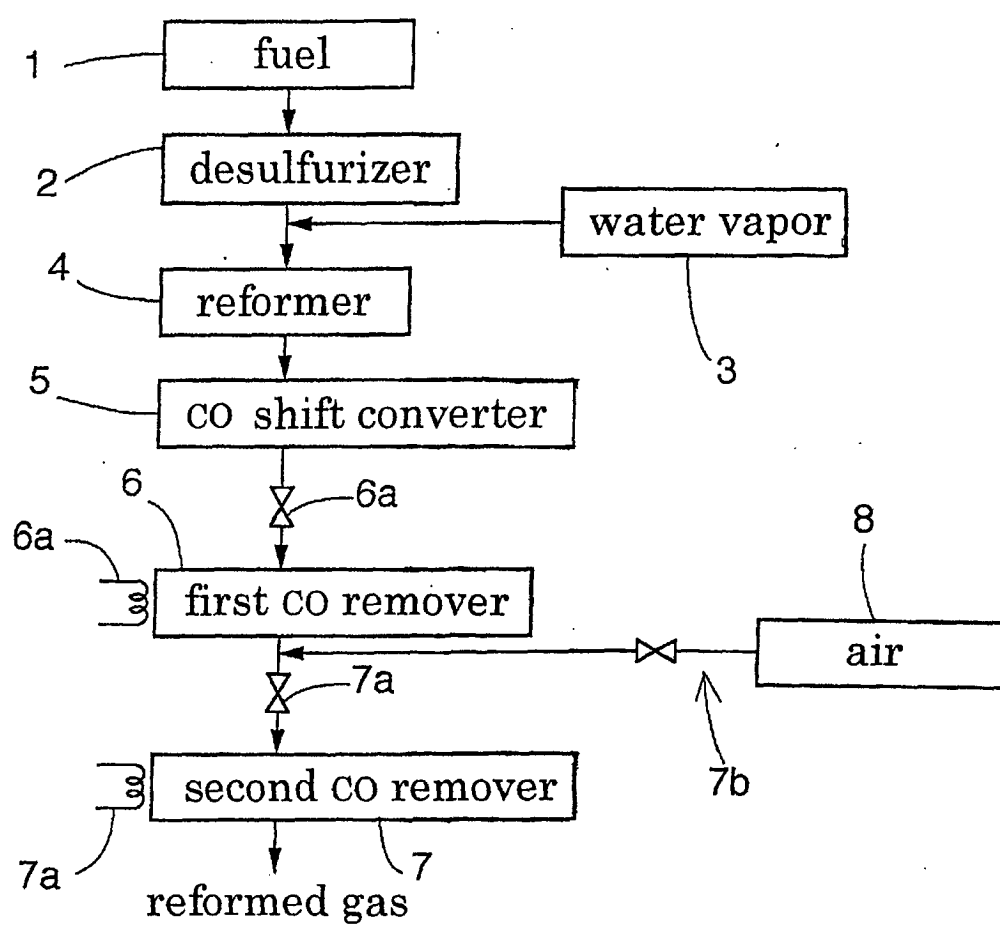 1
fuel
2
desulfurizer
water vapor
3
4
reformer
5
CO shift converter
6
6a
6a
first CO remover
8
air
7a
7b
second CO remover
7a
7
reformed gas